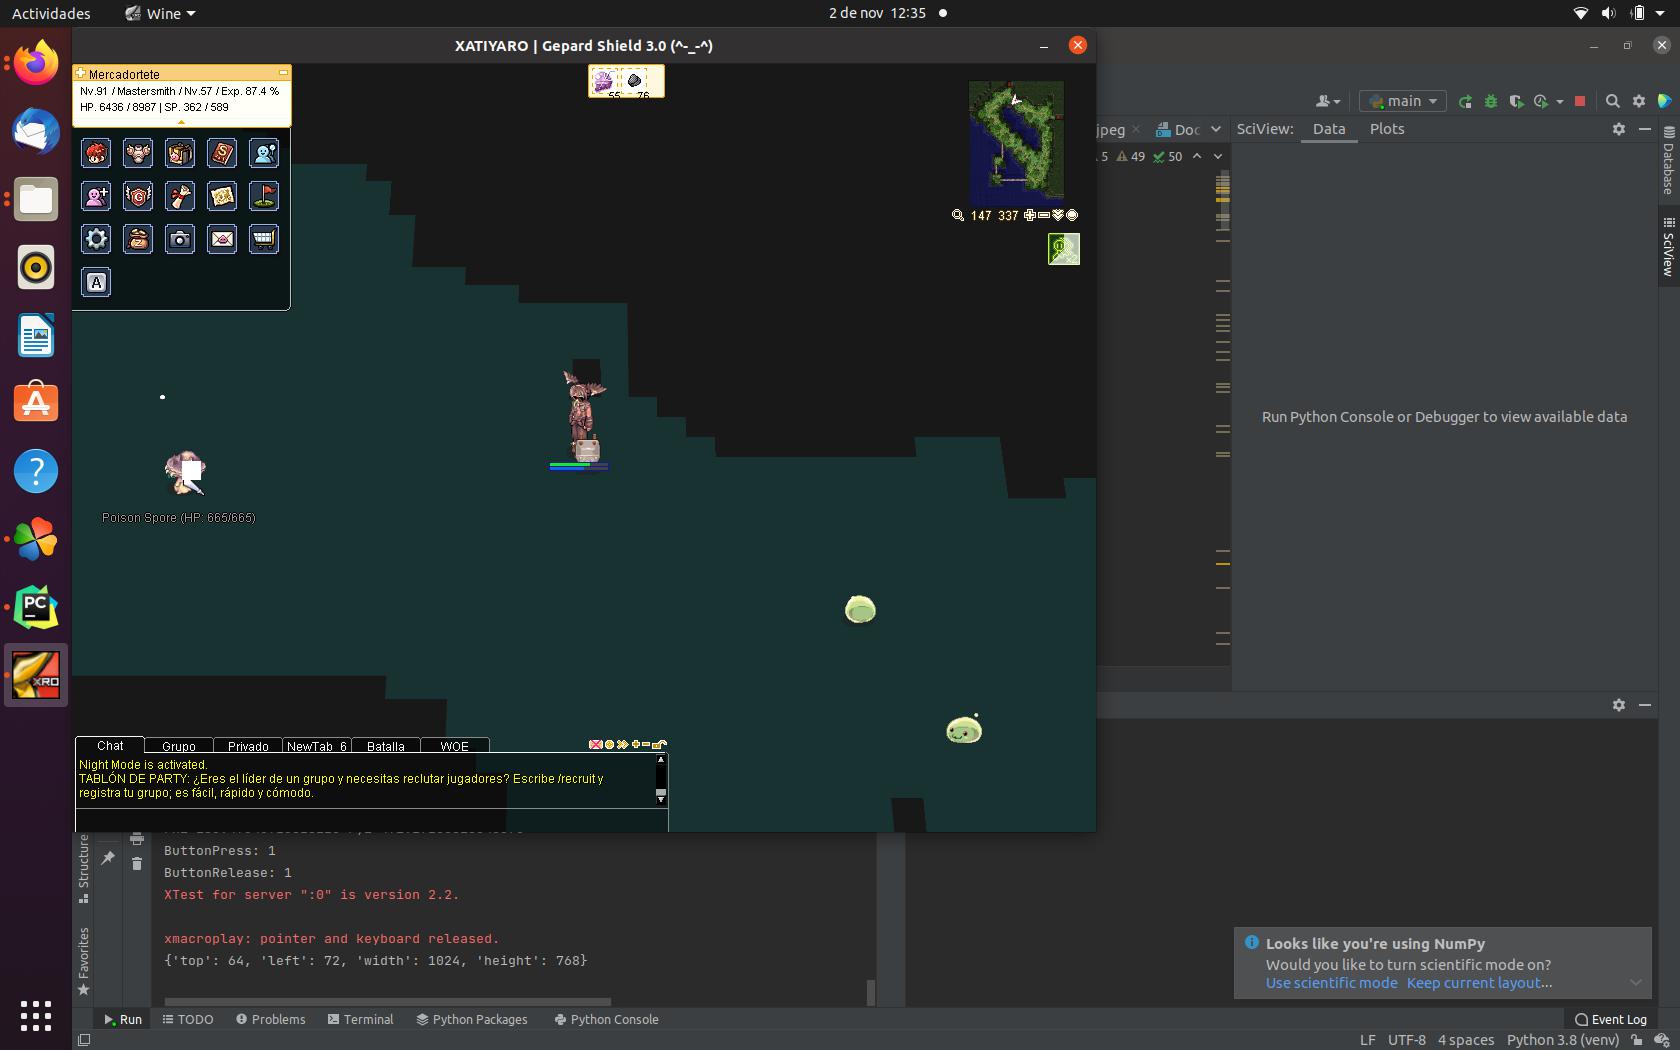 Actividades
Wine
2 de nov 12:35
XATIYARO | Gepard Shield 3.0 (^-_-^)
Mercadortete
Nv.91 / Mastersmith / Nv.57 / Exp. 87.4 %
HP. 6436 / 8987 | SP. 362 / 589
55 76
147 337
x2
Poison Spore (HP: 665/665)
Chat Grupo Privado NewTab_6 Batalla WOE
Night Mode is activated.
TABLÓN DE PARTY: ¿Eres el líder de un grupo y necesitas reclutar jugadores? Escribe /recruit y
registra tu grupo; es fácil, rápido y cómodo.
main
jpeg
Doc
SciView: Data Plots
5 49 50
Database
SciView
Run Python Console or Debugger to view available data
PC
XRO
A
Structure
Favorites
ButtonPress: 1
ButtonRelease: 1
XTest for server ":0" is version 2.2.
xmacroplay: pointer and keyboard released.
{'top': 64, 'left': 72, 'width': 1024, 'height': 768}
Looks like you're using NumPy
Would you like to turn scientific mode on?
Use scientific mode Keep current layout...
Run TODO Problems Terminal Python Packages Python Console
Event Log
LF UTF-8 4 spaces Python 3.8 (venv)